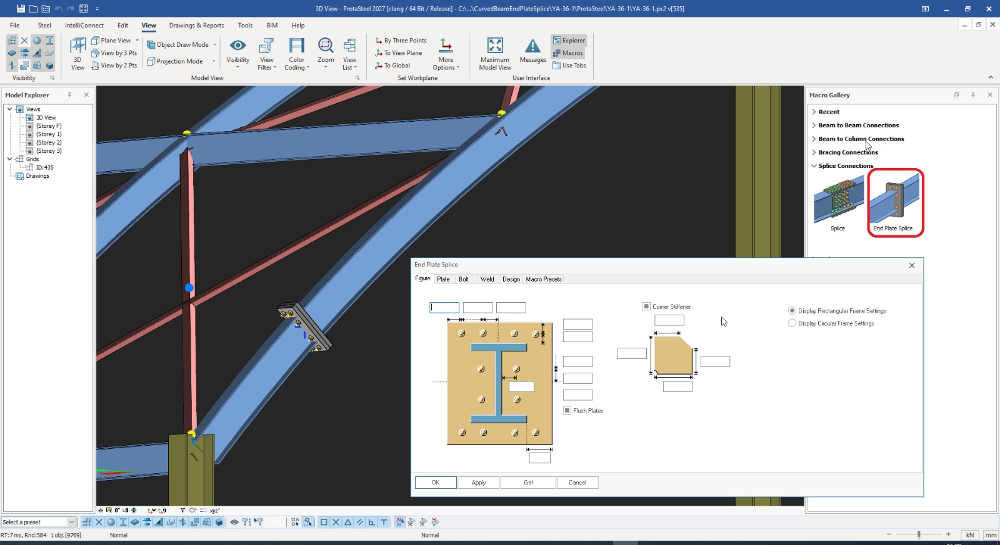 3D View - ProtaSteel 2027 [clang / 64 Bit / Release] - C:\...\CurvedBeamEndPlateSplice\YA-36-1\ProtaSteel\YA-36-1\YA-36-1.px2 v[535]
File Steel IntelliConnect Edit View Drawings & Reports Tools BIM Help
3D View
Plane View
View by 3 Pts
View by 2 Pts
Object Draw Mode
Projection Mode
Visibility
View Filter
Color Coding
Zoom
View List
By Three Points
To View Plane
To Global
More Options
Maximum Model View
Messages
Explorer
Macros
Use Tabs
Visibility Model View Set Workplane User Interface
Model Explorer
Views
3D View
(Storey F)
(Storey 1)
(Storey 2)
(Storey 3)
Grids
ID:435
Drawings
Macro Gallery
Recent
Beam to Beam Connections
Beam to Column Connections
Bracing Connections
Splice Connections
Splice End Plate Splice
End Plate Splice
Figure Plate Bolt Weld Design Macro Presets
Corner Stiffener
Display Rectangular Frame Settings
Display Circular Frame Settings
Flush Plates
OK Apply Get Cancel
xyz
Select a preset
RT:7 ms, Rnd:584 1 obj.[9769] Normal Normal kN mm